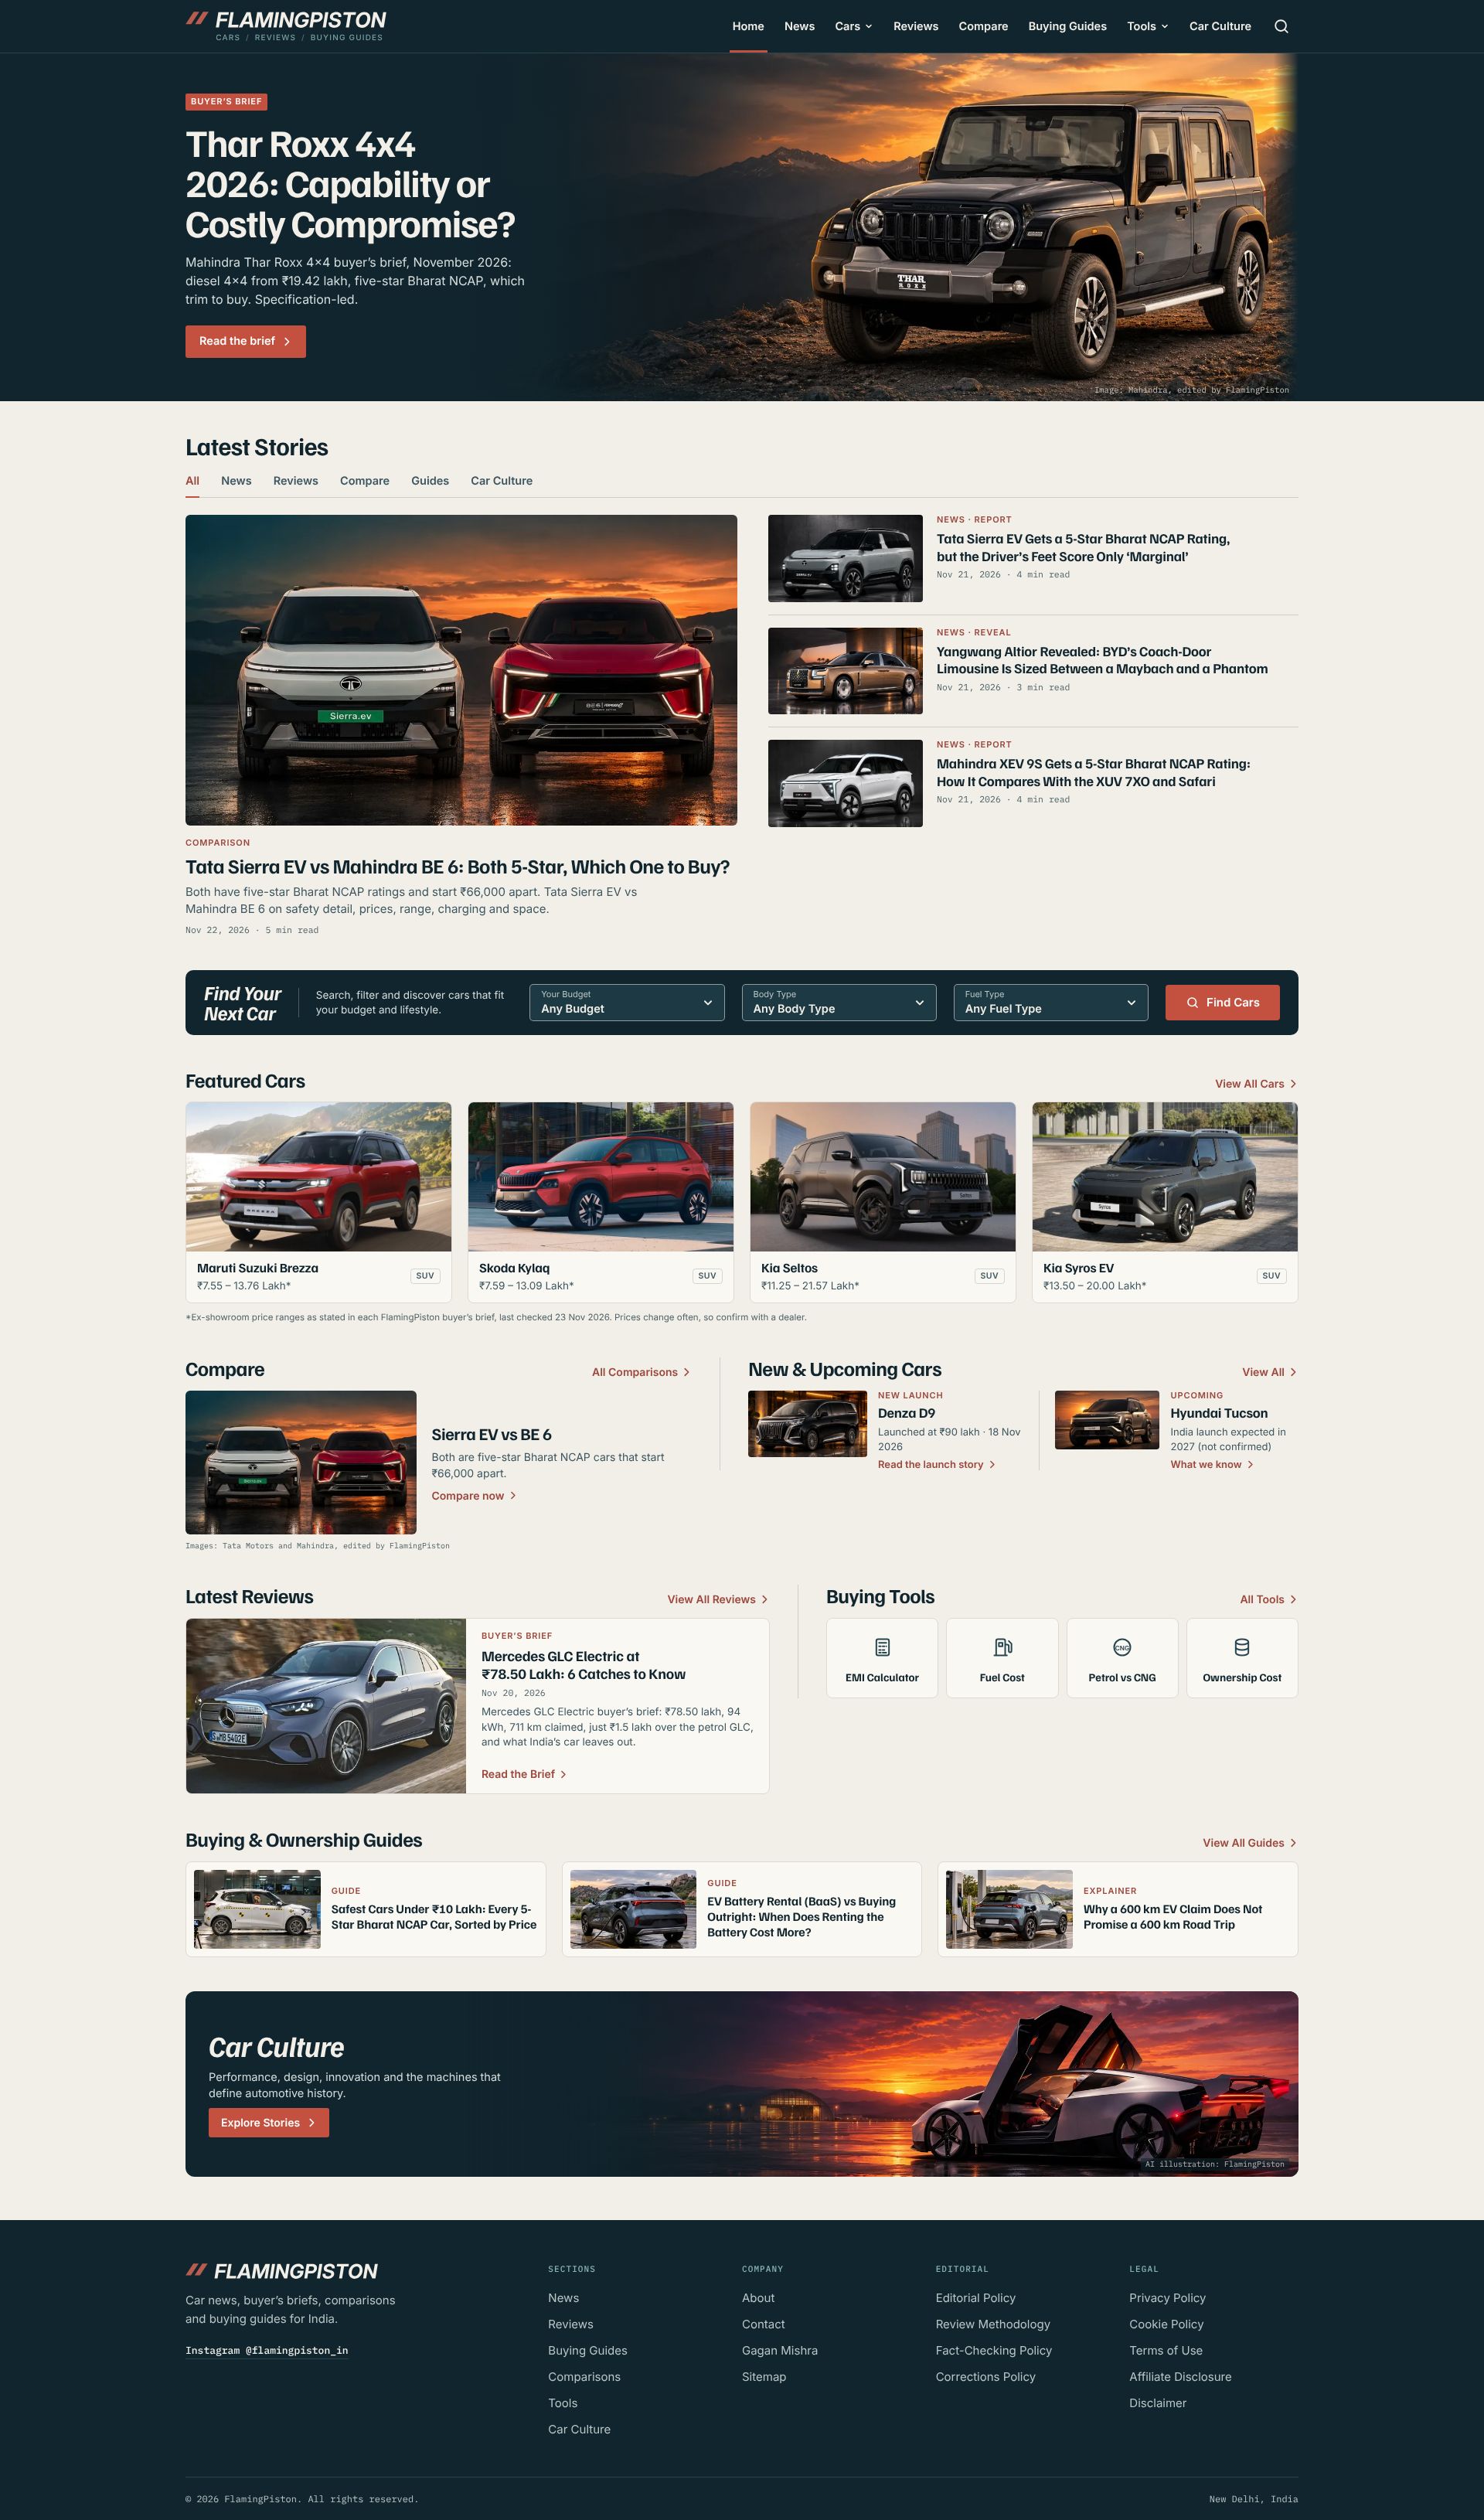 FLAMINGPISTON
CARS / REVIEWS / BUYING GUIDES
Home
News
Cars
Reviews
Compare
Buying Guides
Tools
Car Culture
BUYER'S BRIEF
Thar Roxx 4x4
2026: Capability or
Costly Compromise?
Mahindra Thar Roxx 4×4 buyer’s brief, November 2026:
diesel 4×4 from ₹19.42 lakh, five-star Bharat NCAP, which
trim to buy. Specification-led.
Read the brief
THAR
ROXX
Image: Mahindra, edited by FlamingPiston
Latest Stories
All
News
Reviews
Compare
Guides
Car Culture
Sierra.ev
COMPARISON
Tata Sierra EV vs Mahindra BE 6: Both 5-Star, Which One to Buy?
Both have five-star Bharat NCAP ratings and start ₹66,000 apart. Tata Sierra EV vs
Mahindra BE 6 on safety detail, prices, range, charging and space.
Nov 22, 2026 · 5 min read
NEWS · REPORT
Tata Sierra EV Gets a 5-Star Bharat NCAP Rating,
but the Driver’s Feet Score Only ‘Marginal’
Nov 21, 2026 · 4 min read
NEWS · REVEAL
Yangwang Altior Revealed: BYD’s Coach-Door
Limousine Is Sized Between a Maybach and a Phantom
Nov 21, 2026 · 3 min read
NEWS · REPORT
Mahindra XEV 9S Gets a 5-Star Bharat NCAP Rating:
How It Compares With the XUV 7XO and Safari
Nov 21, 2026 · 4 min read
Find Your
Next Car
Search, filter and discover cars that fit
your budget and lifestyle.
Your Budget
Any Budget
Body Type
Any Body Type
Fuel Type
Any Fuel Type
Find Cars
Featured Cars
View All Cars
BREZZA
Maruti Suzuki Brezza
₹7.55 – 13.76 Lakh*
SUV
Skoda Kylaq
₹7.59 – 13.09 Lakh*
SUV
Seltos
Kia Seltos
₹11.25 – 21.57 Lakh*
SUV
Syros
Kia Syros EV
₹13.50 – 20.00 Lakh*
SUV
*Ex-showroom price ranges as stated in each FlamingPiston buyer’s brief, last checked 23 Nov 2026. Prices change often, so confirm with a dealer.
Compare
All Comparisons
Sierra EV vs BE 6
Both are five-star Bharat NCAP cars that start
₹66,000 apart.
Compare now
Images: Tata Motors and Mahindra, edited by FlamingPiston
New & Upcoming Cars
View All
NEW LAUNCH
Denza D9
Launched at ₹90 lakh · 18 Nov
2026
Read the launch story
UPCOMING
Hyundai Tucson
India launch expected in
2027 (not confirmed)
What we know
Latest Reviews
View All Reviews
S·MB 5402E
BUYER’S BRIEF
Mercedes GLC Electric at
₹78.50 Lakh: 6 Catches to Know
Nov 20, 2026
Mercedes GLC Electric buyer’s brief: ₹78.50 lakh, 94
kWh, 711 km claimed, just ₹1.5 lakh over the petrol GLC,
and what India’s car leaves out.
Read the Brief
Buying Tools
All Tools
EMI Calculator
Fuel Cost
CNG
Petrol vs CNG
Ownership Cost
Buying & Ownership Guides
View All Guides
GUIDE
Safest Cars Under ₹10 Lakh: Every 5-
Star Bharat NCAP Car, Sorted by Price
GUIDE
EV Battery Rental (BaaS) vs Buying
Outright: When Does Renting the
Battery Cost More?
EXPLAINER
Why a 600 km EV Claim Does Not
Promise a 600 km Road Trip
Car Culture
Performance, design, innovation and the machines that
define automotive history.
Explore Stories
AI illustration: FlamingPiston
FLAMINGPISTON
Car news, buyer’s briefs, comparisons
and buying guides for India.
Instagram @flamingpiston_in
SECTIONS
News
Reviews
Buying Guides
Comparisons
Tools
Car Culture
COMPANY
About
Contact
Gagan Mishra
Sitemap
EDITORIAL
Editorial Policy
Review Methodology
Fact-Checking Policy
Corrections Policy
LEGAL
Privacy Policy
Cookie Policy
Terms of Use
Affiliate Disclosure
Disclaimer
© 2026 FlamingPiston. All rights reserved.
New Delhi, India